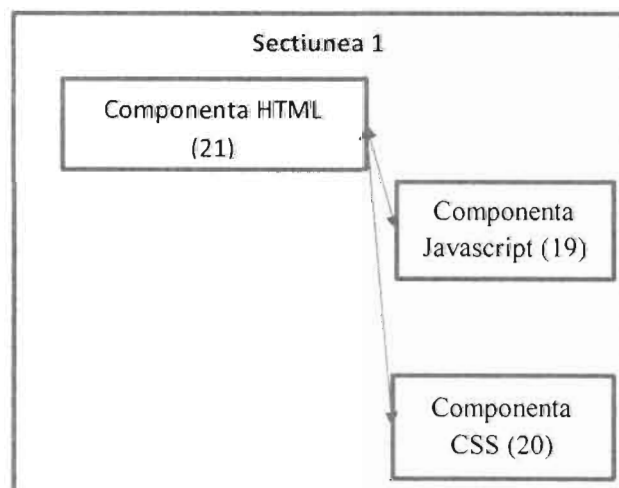 Sectiunea 1
Componenta HTML
(21)
Componenta
Javascript (19)
Componenta
CSS (20)